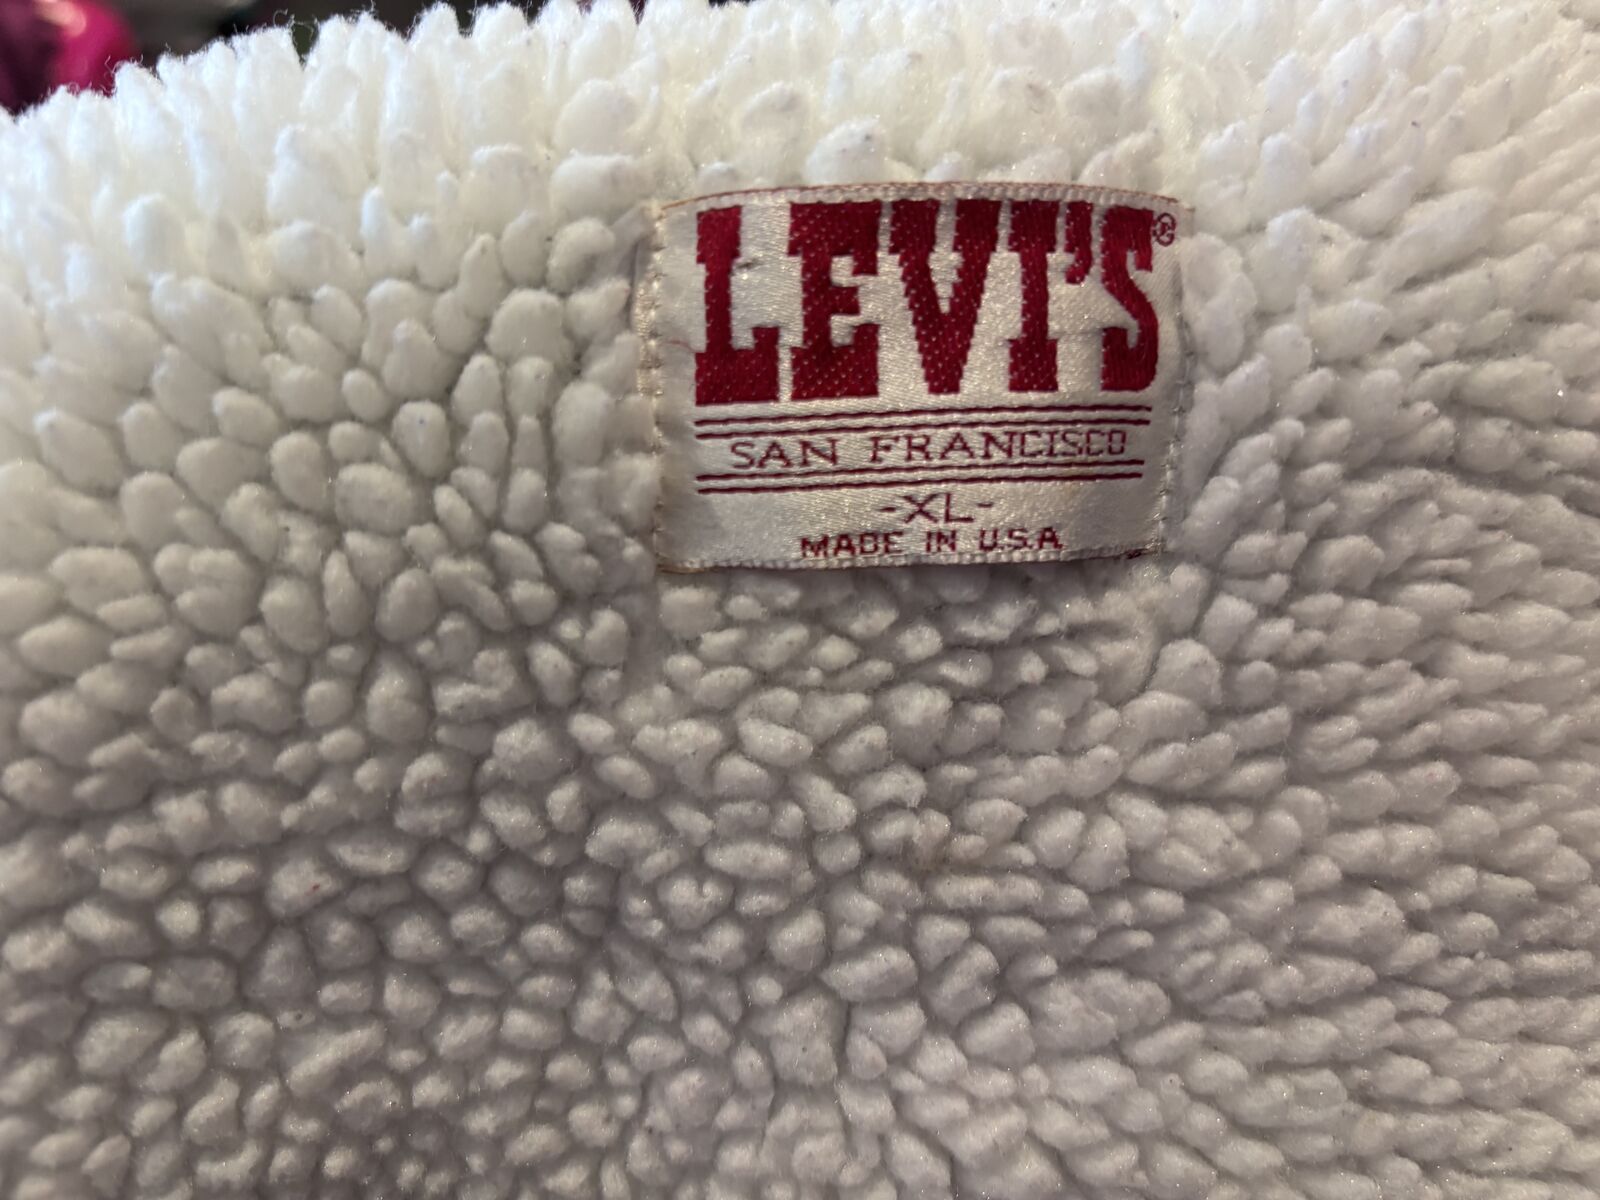 LEVI'S®
SAN FRANCISCO
-XL-
MADE IN U.S.A